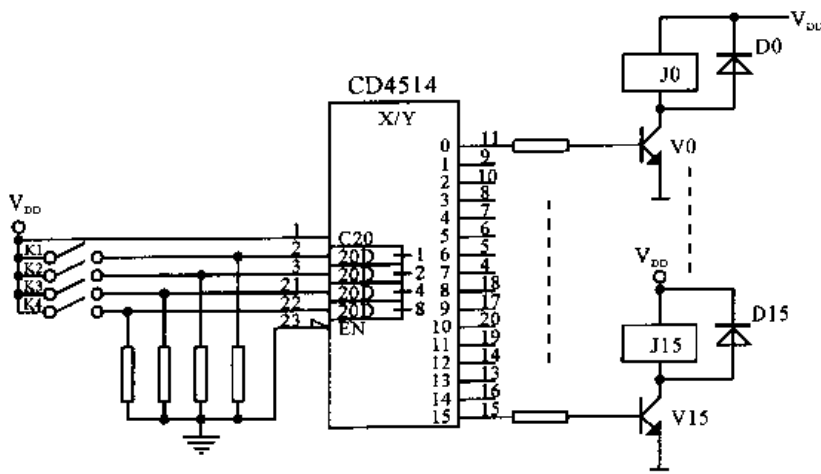 CD4514
X/Y
V_DD
D0
J0
V0
V_DD
K1
K2
K3
K4
1
2
3
21
22
23
C20
20D
20D
20D
20D
EN
1
2
4
8
0 11
1 9
2 10
3 8
4 7
5 6
6 5
7 4
8 18
9 17
10 20
11 19
12 14
13 13
14 16
15 15
V_DD
D15
J15
V15